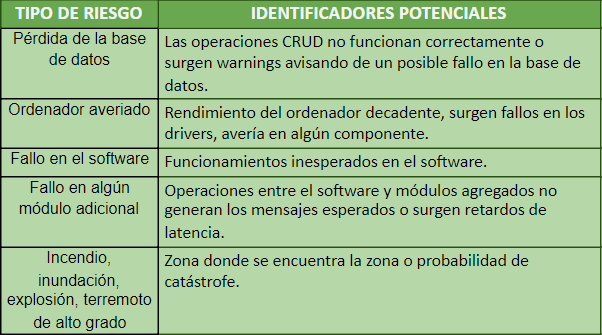 TIPO DE RIESGO
IDENTIFICADORES POTENCIALES
Pérdida de la base
de datos
Las operaciones CRUD no funcionan correctamente o
surgen warnings avisando de un posible fallo en la base de
datos.
Ordenador averiado
Rendimiento del ordenador decadente, surgen fallos en los
drivers, avería en algún componente.
Fallo en el software
Funcionamientos inesperados en el software.
Fallo en algún
módulo adicional
Operaciones entre el software y módulos agregados no
generan los mensajes esperados o surgen retardos de
latencia.
Incendio,
inundación,
explosión, terremoto
de alto grado
Zona donde se encuentra la zona o probabilidad de
catástrofe.